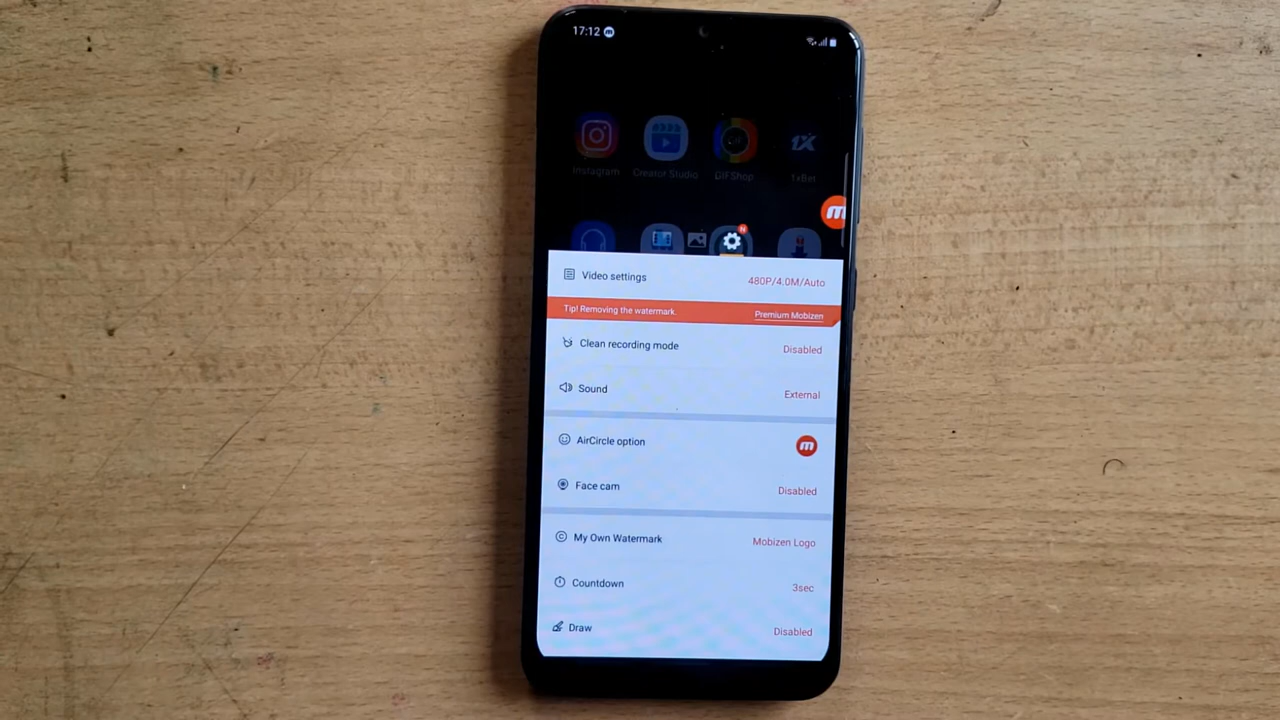 17:12
Instagram
Creator Studio
GIFShop
1xBet
1X
N
m
Video settings
480P/4.0M/Auto
Tip! Removing the watermark.
Premium Mobizen
Clean recording mode
Disabled
Sound
External
AirCircle option
m
Face cam
Disabled
My Own Watermark
Mobizen Logo
Countdown
3sec
Draw
Disabled